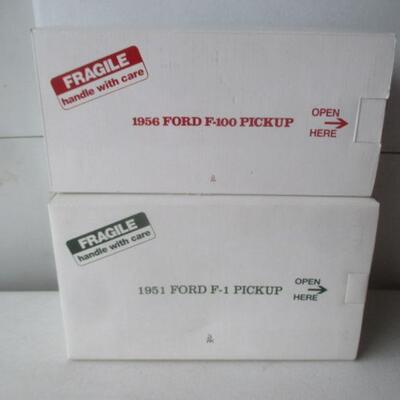 FRAGILE
handle with care
1956 FORD F-100 PICKUP
OPEN
HERE
FRAGILE
handle with care
1951 FORD F-1 PICKUP
OPEN
HERE